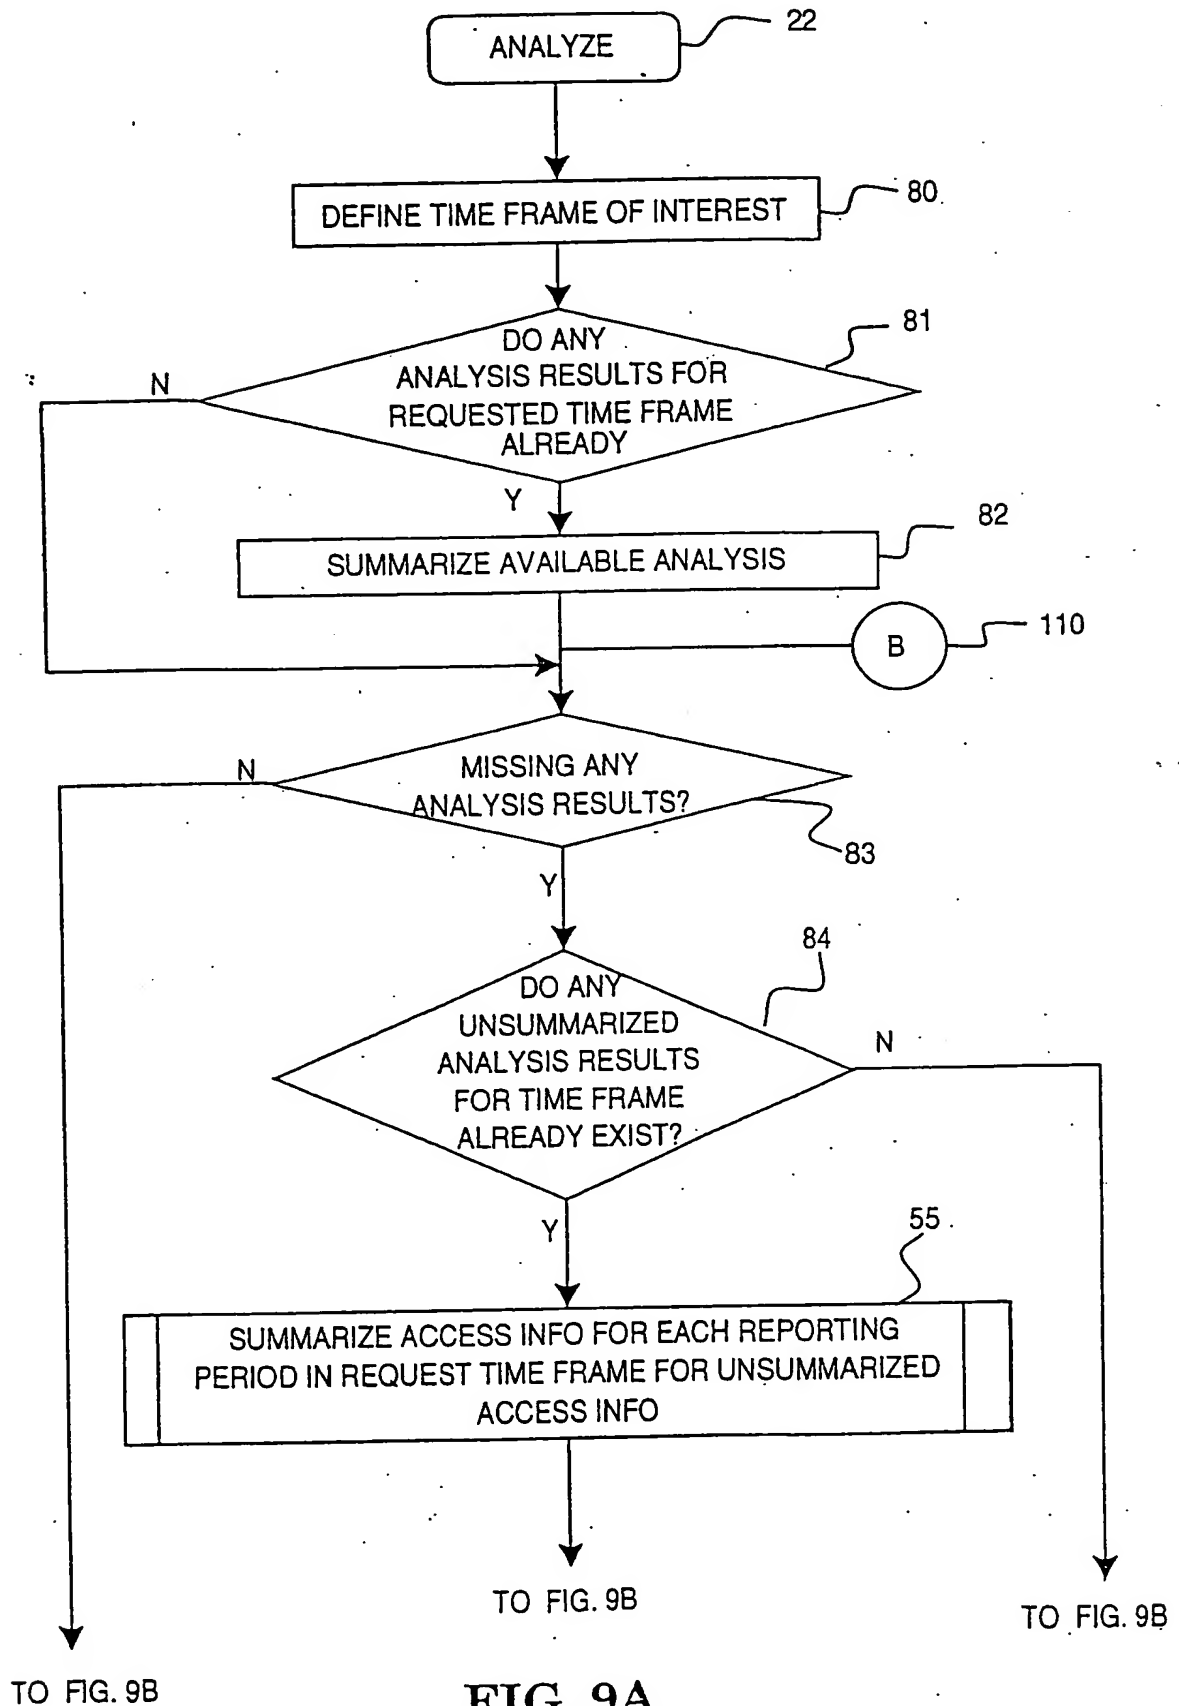 ANALYZE
22
DEFINE TIME FRAME OF INTEREST
80
DO ANY
ANALYSIS RESULTS FOR
REQUESTED TIME FRAME
ALREADY
81
N
Y
SUMMARIZE AVAILABLE ANALYSIS
82
B
110
MISSING ANY
ANALYSIS RESULTS?
N
83
Y
84
DO ANY
UNSUMMARIZED
ANALYSIS RESULTS
FOR TIME FRAME
ALREADY EXIST?
N
Y
55
SUMMARIZE ACCESS INFO FOR EACH REPORTING
PERIOD IN REQUEST TIME FRAME FOR UNSUMMARIZED
ACCESS INFO
TO FIG. 9B
TO FIG. 9B
TO FIG. 9B
FIG. 9A